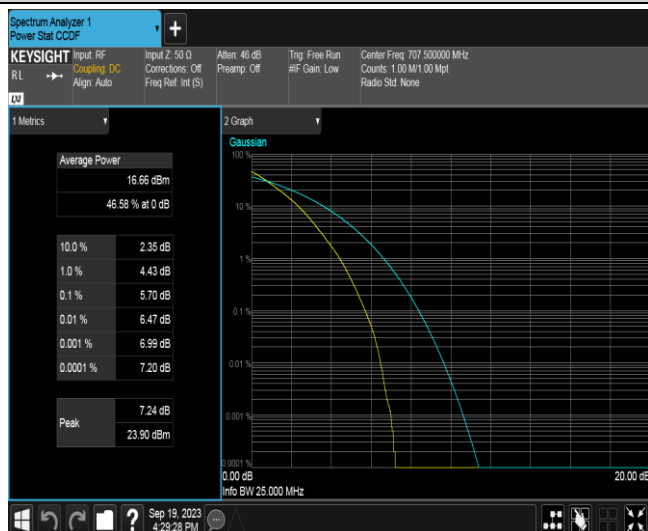 Spectrum Analyzer 1
Power Stat CCDF
+
KEYSIGHT Input: RF Input Z: 50 Ω Atten: 46 dB Trig: Free Run Center Freq: 707.500000 MHz
RL Coupling: DC Corrections: Off Preamp: Off #IF Gain: Low Counts: 1.00 M/1.00 Mpt
Align: Auto Freq Ref: Int (S) Radio Std: None
LXI
1 Metrics
Average Power
16.66 dBm
46.58 % at 0 dB
10.0 % 2.35 dB
1.0 % 4.43 dB
0.1 % 5.70 dB
0.01 % 6.47 dB
0.001 % 6.99 dB
0.0001 % 7.20 dB
Peak 7.24 dB
23.90 dBm
2 Graph
Gaussian
100 %
10 %
1 %
0.1 %
0.01 %
0.001 %
0.0001 %
0.00 dB 20.00 dB
Info BW 25.000 MHz
? Sep 19, 2023
4:29:28 PM